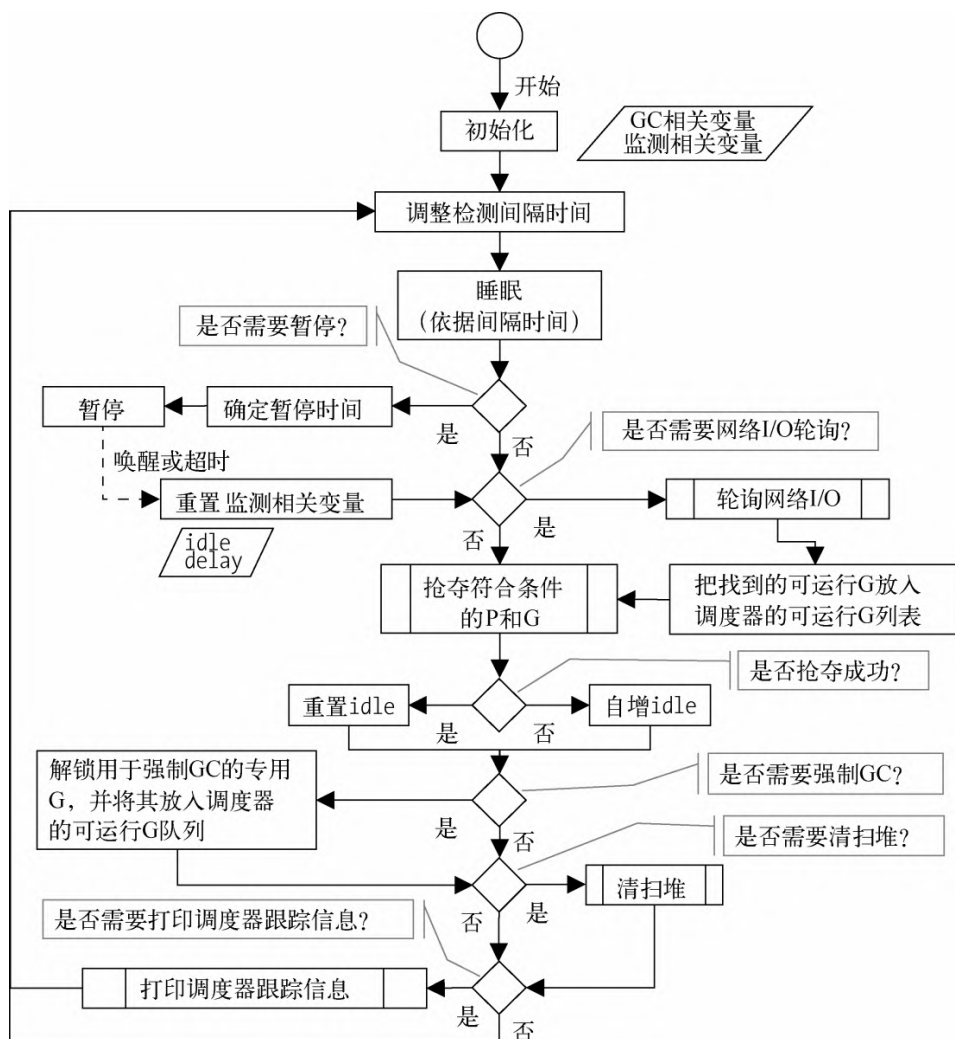 开始
初始化
GC相关变量
监测相关变量
调整检测间隔时间
睡眠
（依据间隔时间）
是否需要暂停？
暂停
确定暂停时间
是
否
是否需要网络I/O轮询？
唤醒或超时
重置 监测相关变量
idle
delay
是
否
轮询网络I/O
抢夺符合条件
的P和G
把找到的可运行G放入
调度器的可运行G列表
是否抢夺成功？
重置idle
是
否
自增idle
解锁用于强制GC的专用
G，并将其放入调度器
的可运行G队列
是否需要强制GC？
是
否
是否需要清扫堆？
清扫堆
是否需要打印调度器跟踪信息？
否
是
打印调度器跟踪信息
是
否